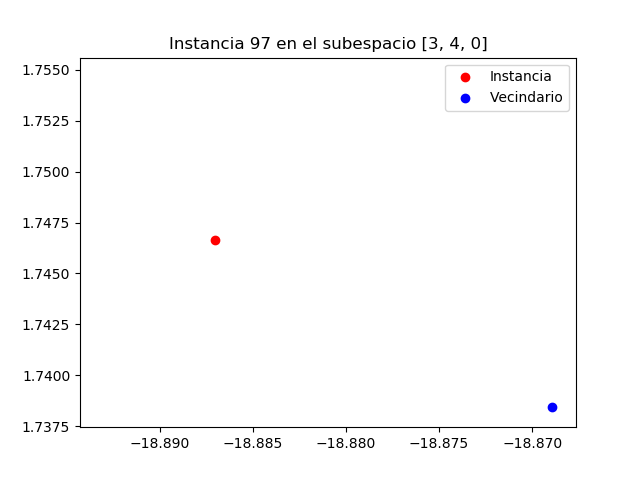 Instancia 97 en el subespacio [3, 4, 0]
Instancia
Vecindario
1.7550
1.7525
1.7500
1.7475
1.7450
1.7425
1.7400
1.7375
−18.890 −18.885 −18.880 −18.875 −18.870